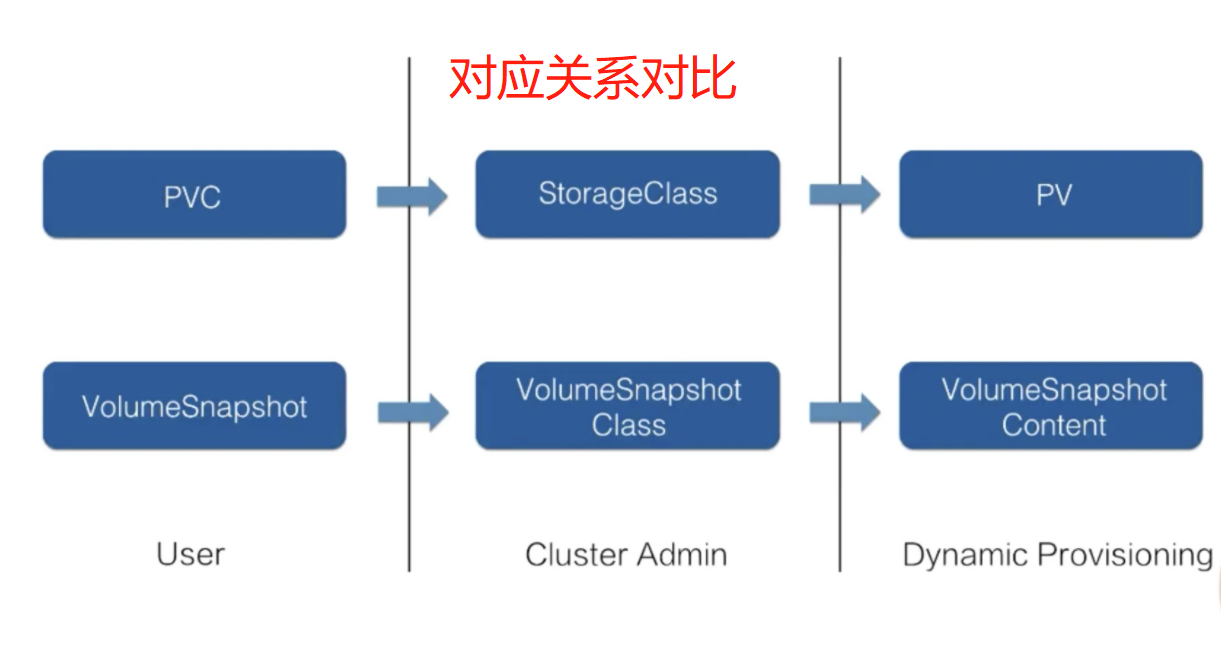 对应关系对比
PVC
StorageClass
PV
VolumeSnapshot
VolumeSnapshot
Class
VolumeSnapshot
Content
User
Cluster Admin
Dynamic Provisioning